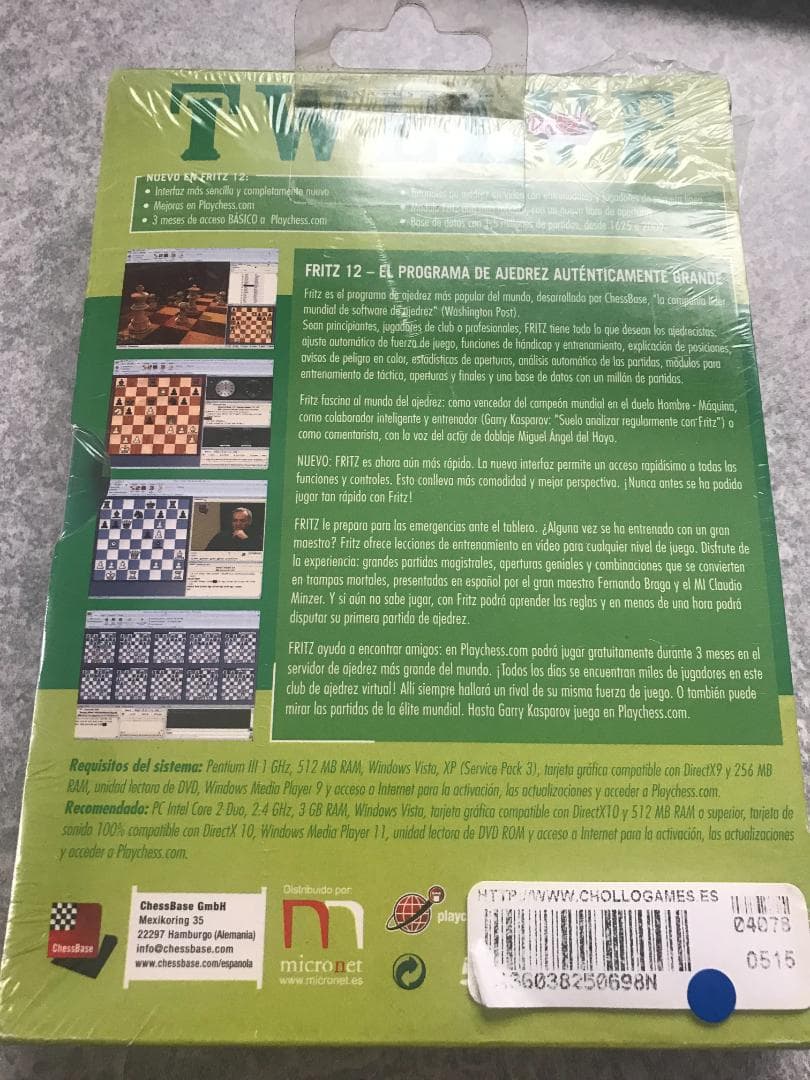 TWELVE
NUEVO EN FRITZ 12:
• Interfaz más sencilla y completamente nueva
• Mejoras en Playchess.com
• 3 meses de acceso BÁSICO a Playchess.com
• Base de datos con 1,5 millones de partidas, desde 1625 a 2009
FRITZ 12 – EL PROGRAMA DE AJEDREZ AUTÉNTICAMENTE GRANDE
Fritz es el programa de ajedrez más popular del mundo, desarrollado por ChessBase, "la compañía líder
mundial de software de ajedrez" (Washington Post).
Sean principiantes, jugadores de club o profesionales, FRITZ tiene todo lo que desean los ajedrecistas:
ajuste automático de fuerza de juego, funciones de hándicap y entrenamiento, explicación de posiciones,
avisos de peligro en color, estadísticas de aperturas, análisis automático de las partidas, módulos para
entrenamiento de táctica, aperturas y finales y una base de datos con un millón de partidas.
Fritz fascina al mundo del ajedrez: como vencedor del campeón mundial en el duelo Hombre - Máquina,
como colaborador inteligente y entrenador (Garry Kasparov: "Suelo analizar regularmente con Fritz") o
como comentarista, con la voz del actor de doblaje Miguel Ángel del Hoyo.
NUEVO: FRITZ es ahora aún más rápido. La nueva interfaz permite un acceso rapidísimo a todas las
funciones y controles. Esto conlleva más comodidad y mejor perspectiva. ¡Nunca antes se ha podido
jugar tan rápido con Fritz!
FRITZ le prepara para las emergencias ante el tablero. ¿Alguna vez se ha entrenado con un gran
maestro? Fritz ofrece lecciones de entrenamiento en vídeo para cualquier nivel de juego. Disfrute de
la experiencia: grandes partidas magistrales, aperturas geniales y combinaciones que se convierten
en trampas mortales, presentadas en español por el gran maestro Fernando Braga y el MI Claudio
Minzer. Y si aún no sabe jugar, con Fritz podrá aprender las reglas y en menos de una hora podrá
disputar su primera partida de ajedrez.
FRITZ ayuda a encontrar amigos: en Playchess.com podrá jugar gratuitamente durante 3 meses en el
servidor de ajedrez más grande del mundo. ¡Todos los días se encuentran miles de jugadores en este
club de ajedrez virtual! Allí siempre hallará un rival de su misma fuerza de juego. O también puede
mirar las partidas de la élite mundial. Hasta Garry Kasparov juega en Playchess.com.
Requisitos del sistema: Pentium III 1 GHz, 512 MB RAM, Windows Vista, XP (Service Pack 3), tarjeta gráfica compatible con DirectX9 y 256 MB
RAM, unidad lectora de DVD, Windows Media Player 9 y acceso a Internet para la activación, las actualizaciones y acceder a Playchess.com.
Recomendado: PC Intel Core 2 Duo, 2.4 GHz, 3 GB RAM, Windows Vista, tarjeta gráfica compatible con DirectX10 y 512 MB RAM o superior, tarjeta de
sonido 100% compatible con DirectX 10, Windows Media Player 11, unidad lectora de DVD ROM y acceso a Internet para la activación, las actualizaciones
y acceder a Playchess.com.
ChessBase
ChessBase GmbH
Mexikoring 35
22297 Hamburgo (Alemania)
info@chessbase.com
www.chessbase.com/espanola
Distribuido por:
micronet
www.micronet.es
playc
HTTP://WWW.CHOLLOGAMES.ES
04078
0515
36038250698N